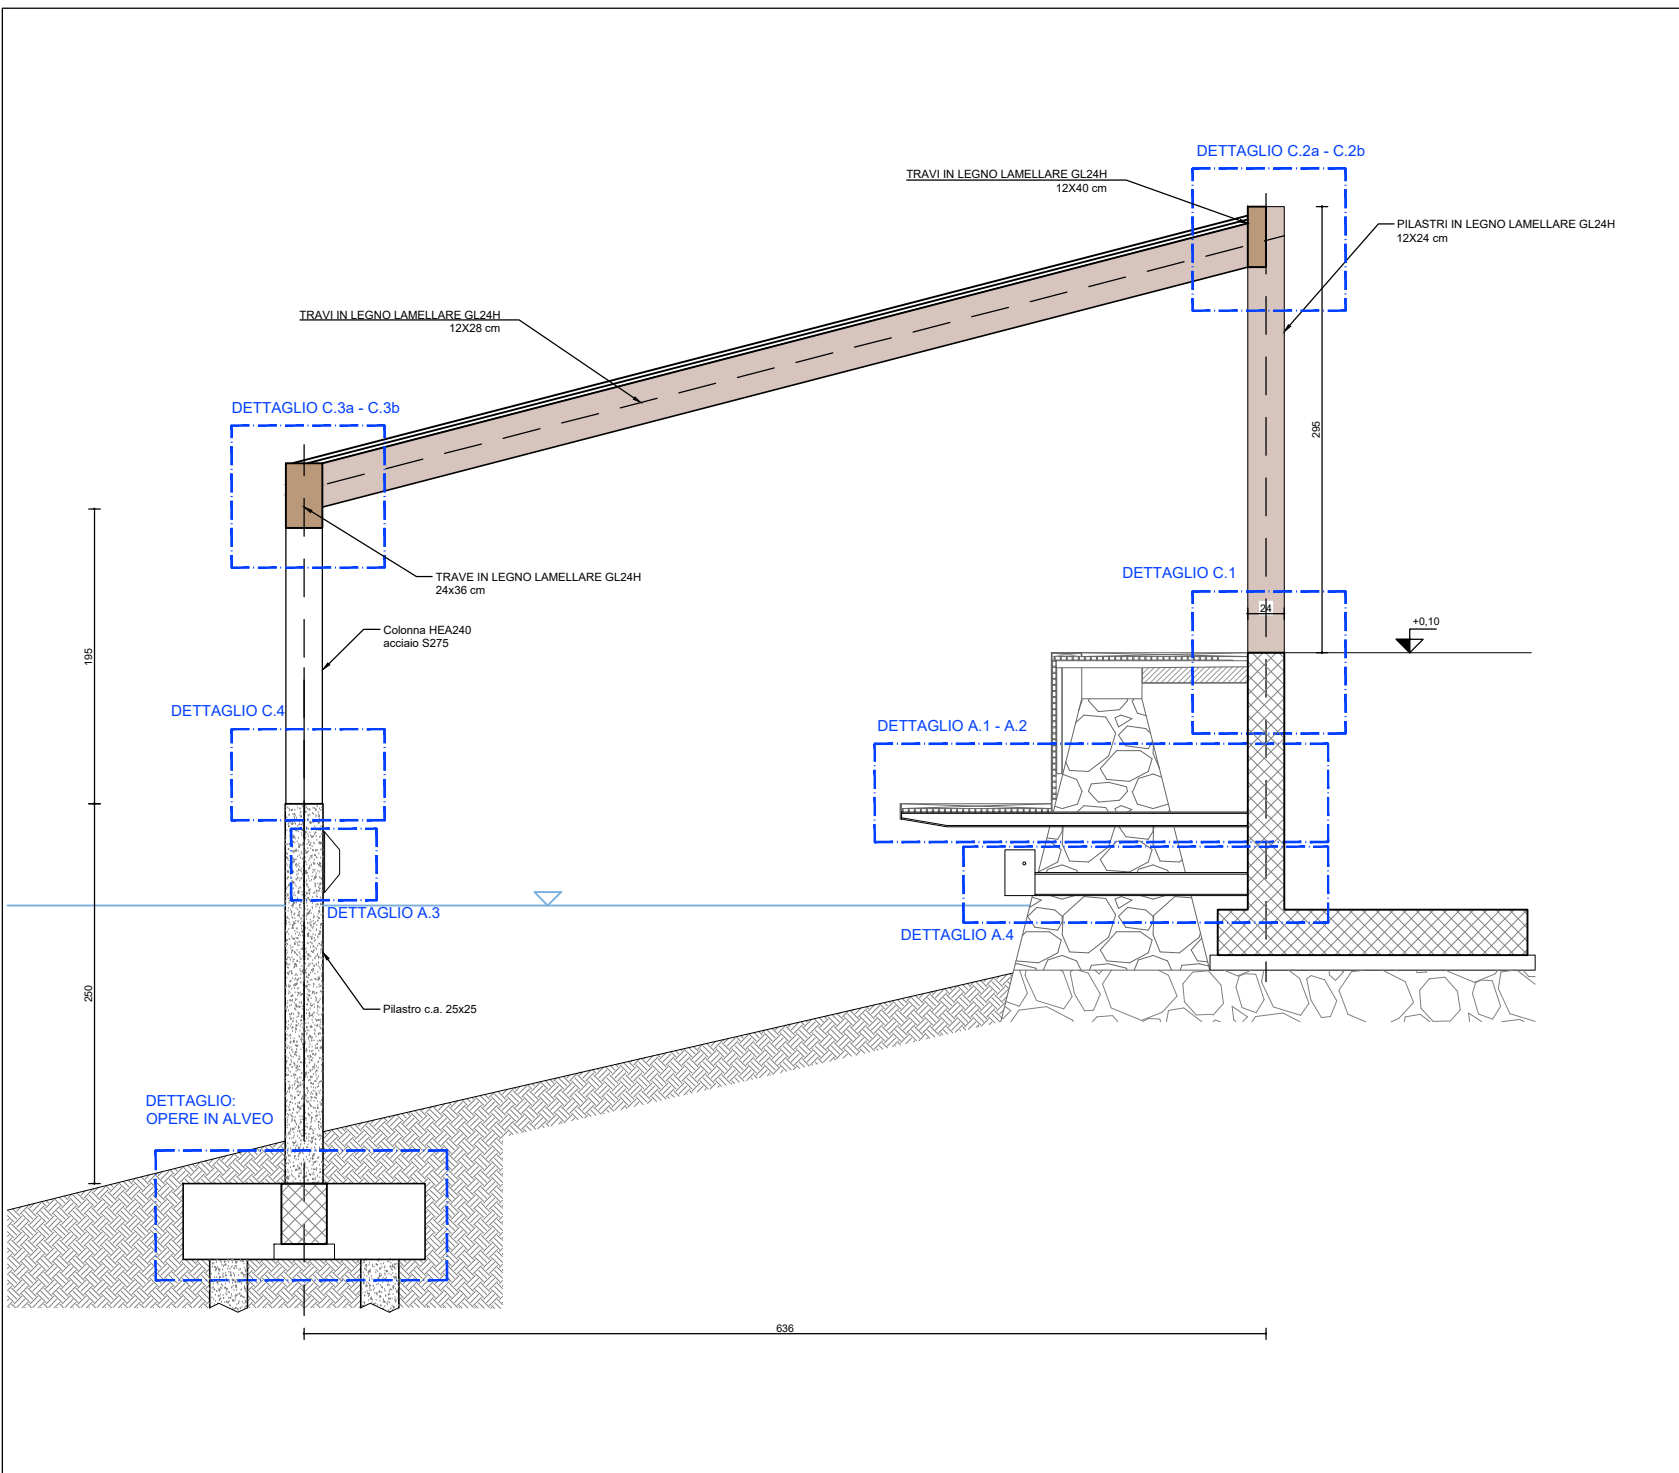 DETTAGLIO C.2a - C.2b
TRAVI IN LEGNO LAMELLARE GL24H
12X40 cm
PILASTRI IN LEGNO LAMELLARE GL24H
12X24 cm
TRAVI IN LEGNO LAMELLARE GL24H
12X28 cm
DETTAGLIO C.3a - C.3b
295
TRAVE IN LEGNO LAMELLARE GL24H
24x36 cm
DETTAGLIO C.1
24
+0,10
Colonna HEA240
acciaio S275
195
DETTAGLIO C.4
DETTAGLIO A.1 - A.2
DETTAGLIO A.3
DETTAGLIO A.4
250
Pilastro c.a. 25x25
DETTAGLIO:
OPERE IN ALVEO
636